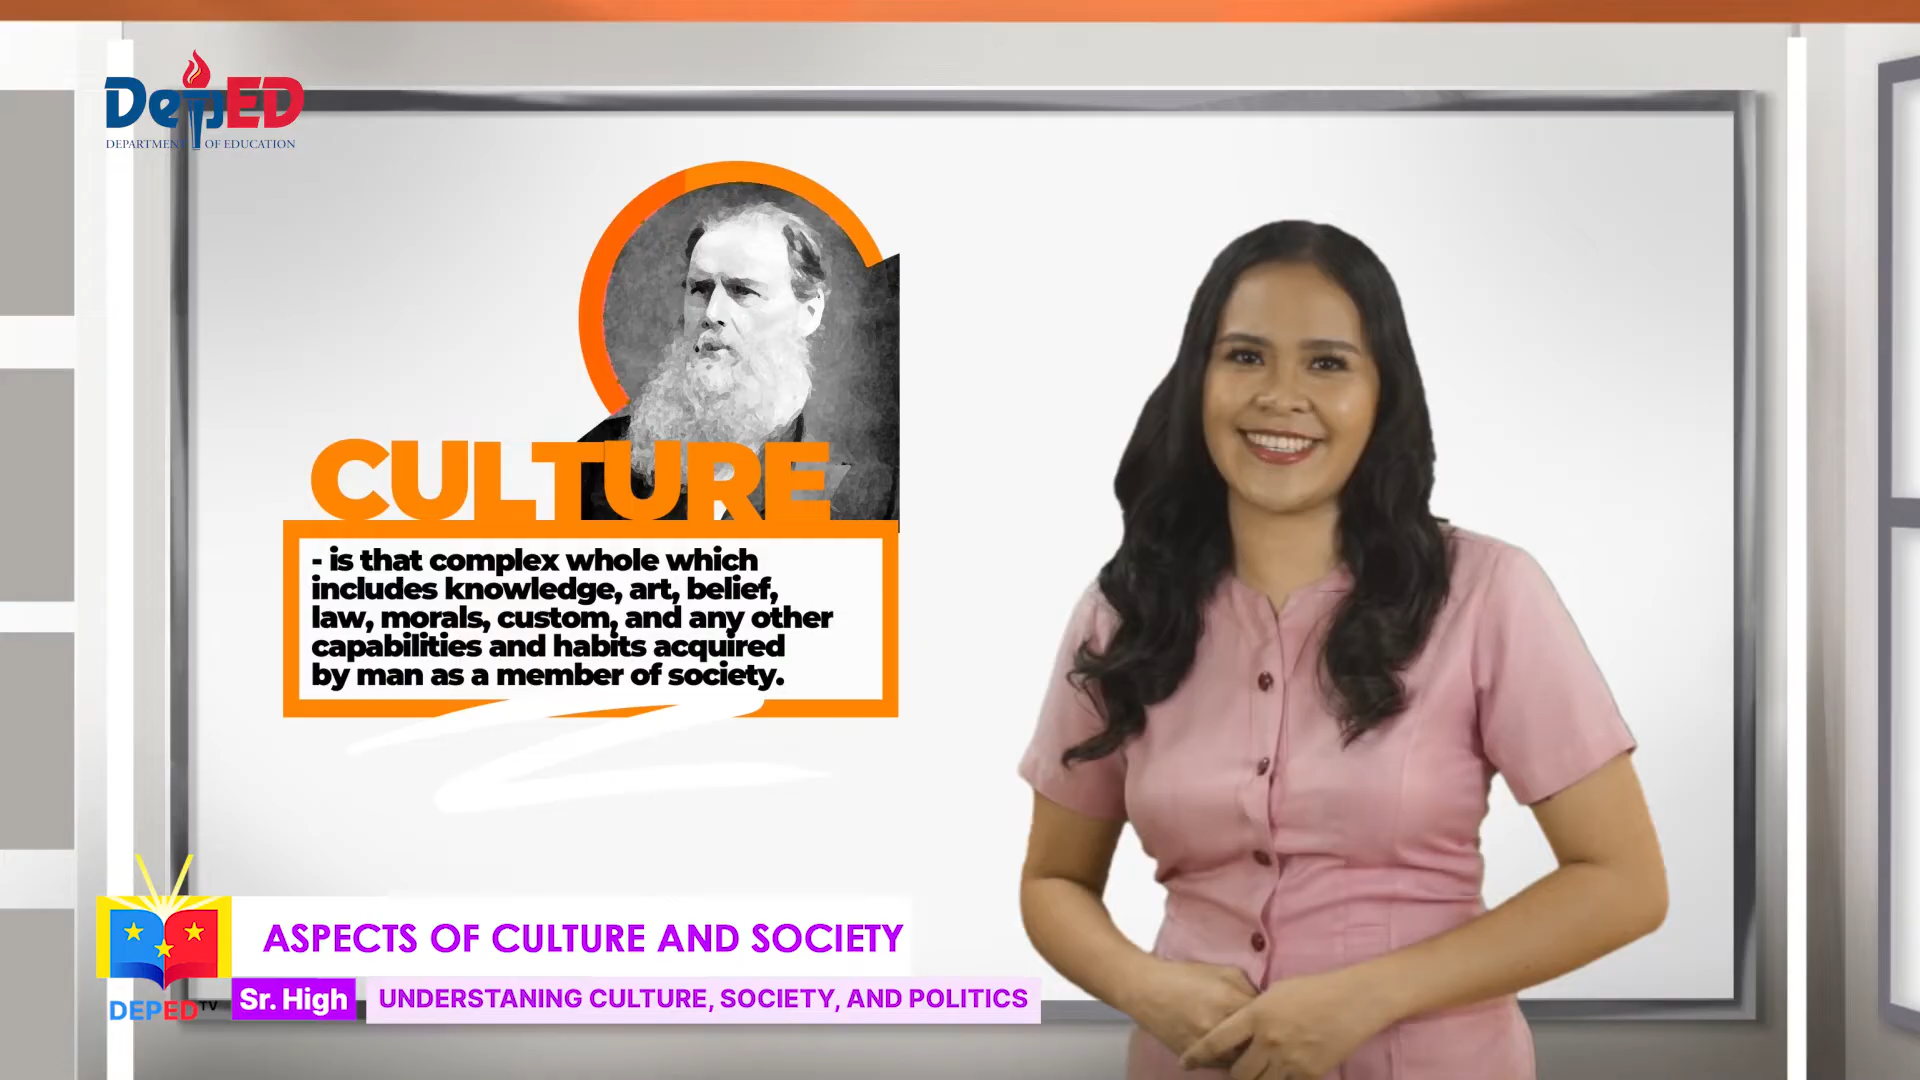 DepED
DEPARTMENT OF EDUCATION
CULTURE
- is that complex whole which
includes knowledge, art, belief,
law, morals, custom, and any other
capabilities and habits acquired
by man as a member of society.
ASPECTS OF CULTURE AND SOCIETY
DEPED TV
Sr. High
UNDERSTANING CULTURE, SOCIETY, AND POLITICS